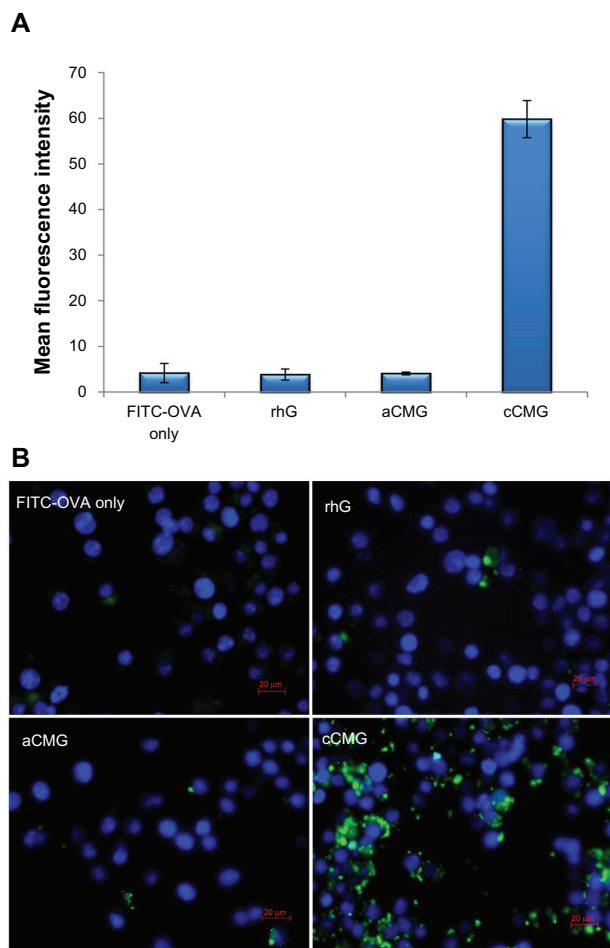 A
Mean fluorescence intensity
70
60
50
40
30
20
10
0
FITC-OVA
only
rhG
aCMG
cCMG
B
FITC-OVA only
20 μm
rhG
20 μm
aCMG
20 μm
cCMG
20 μm